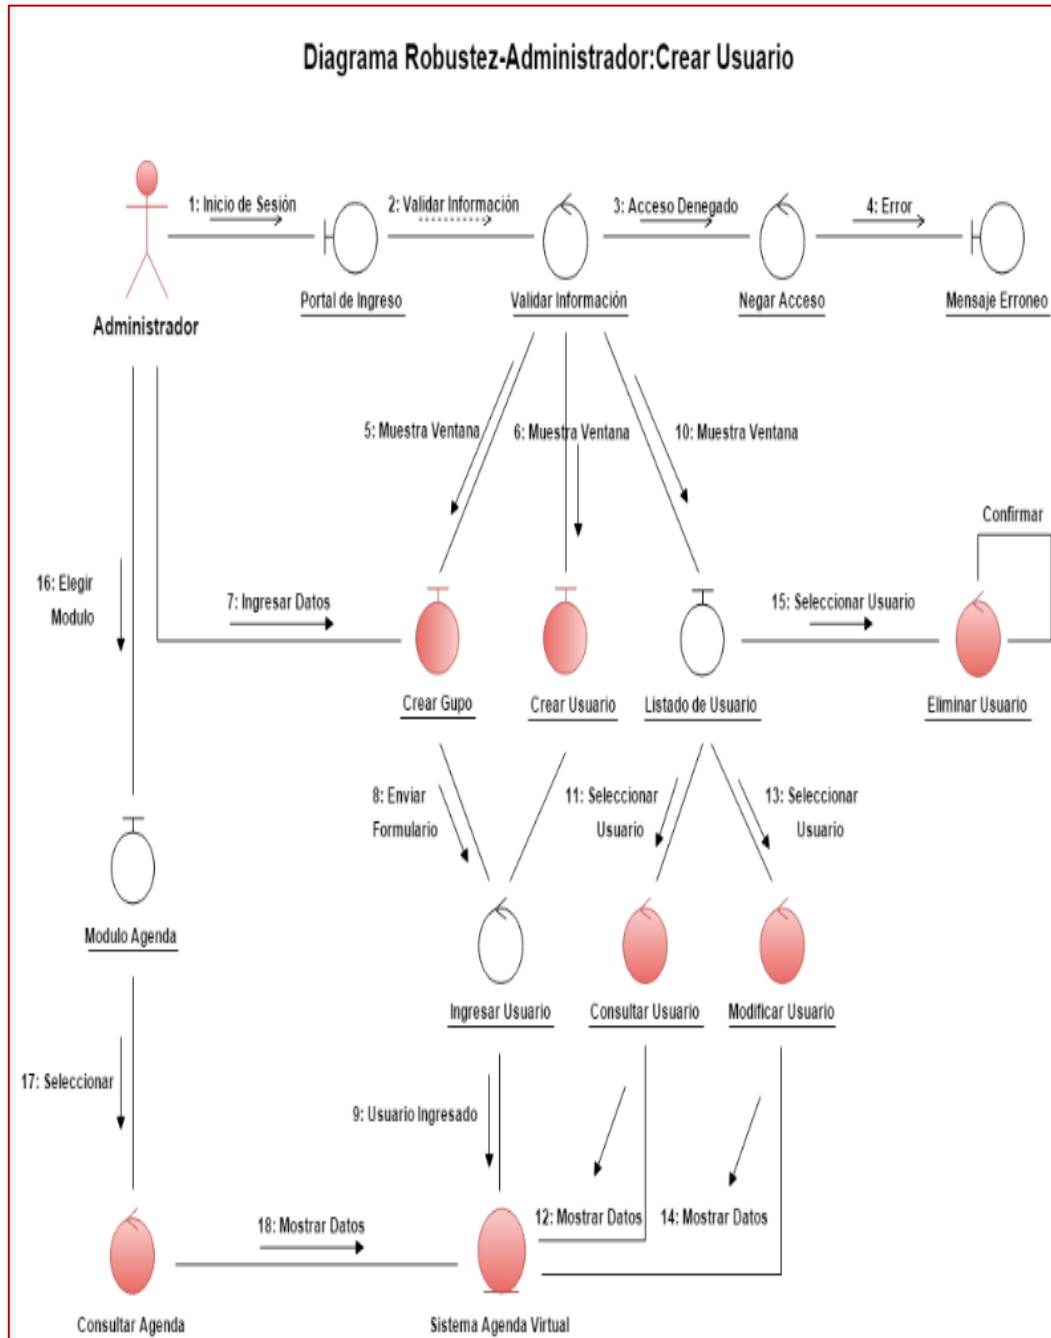 Diagrama Robustez-Administrador:Crear Usuario
1: Inicio de Sesión
2: Validar Información
3: Acceso Denegado
4: Error
Portal de Ingreso
Validar Información
Negar Acceso
Mensaje Erroneo
Administrador
5: Muestra Ventana
6: Muestra Ventana
10: Muestra Ventana
Confirmar
16: Elegir
Modulo
7: Ingresar Datos
15: Seleccionar Usuario
Crear Gupo
Crear Usuario
Listado de Usuario
Eliminar Usuario
8: Enviar
Formulario
11: Seleccionar
Usuario
13: Seleccionar
Usuario
Modulo Agenda
Ingresar Usuario
Consultar Usuario
Modificar Usuario
17: Seleccionar
9: Usuario Ingresado
12: Mostrar Datos
14: Mostrar Datos
18: Mostrar Datos
Consultar Agenda
Sistema Agenda Virtual